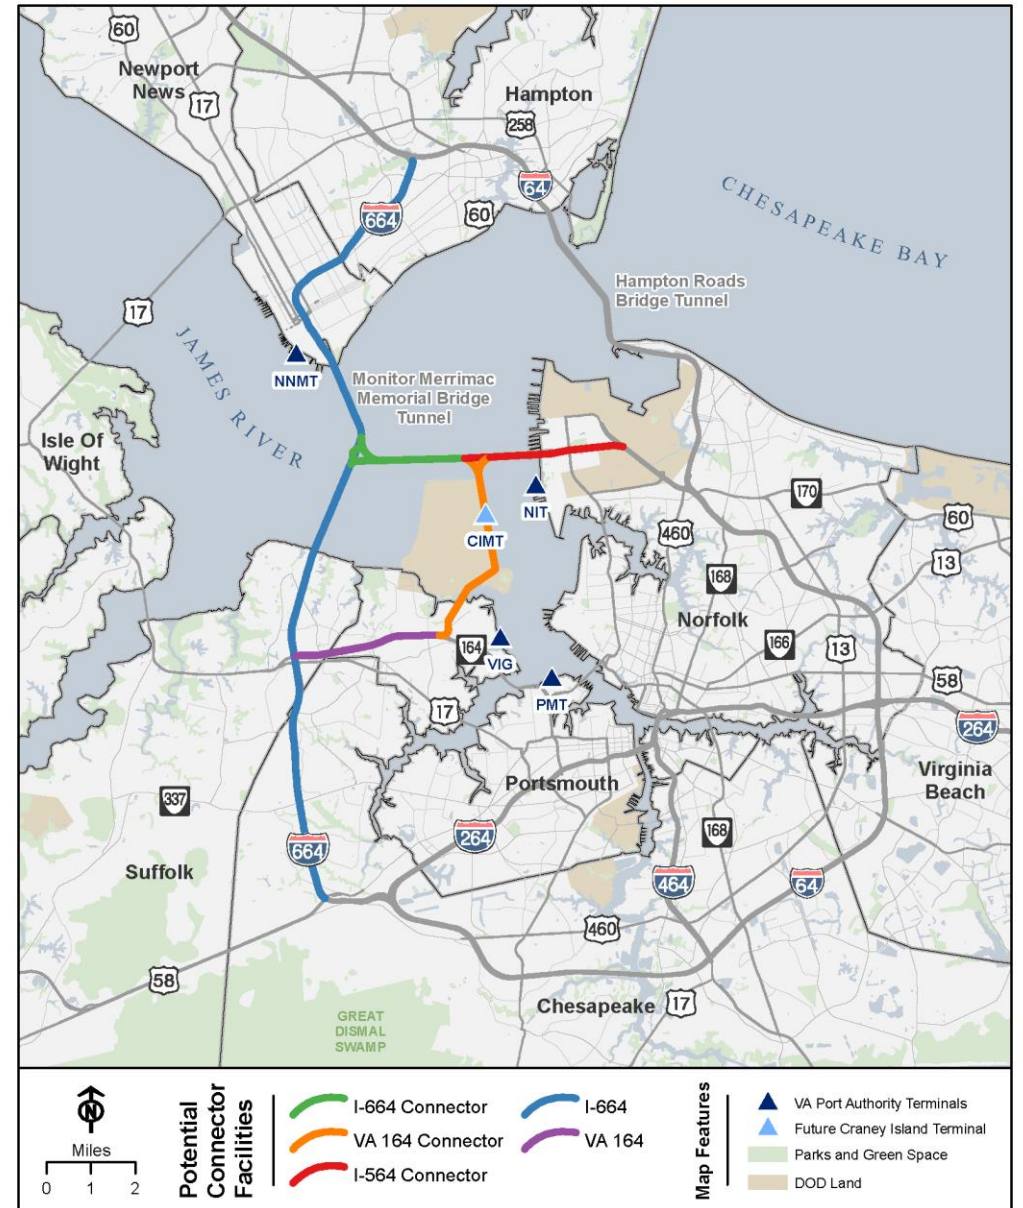 60
Newport
News
17
Hampton
258
64
664
60
CHESAPEAKE BAY
Hampton Roads
Bridge Tunnel
17
JAMES RIVER
NNMT
Monitor Merrimac
Memorial Bridge
Tunnel
Isle Of
Wight
NIT
170
CIMT
460
60
13
168
Norfolk
164
VIG
166
13
58
PMT
17
264
Portsmouth
Virginia
Beach
337
264
168
664
Suffolk
464
64
460
58
Chesapeake
17
GREAT
DISMAL
SWAMP
N
Miles
0 1 2
Potential
Connector
Facilities
I-664 Connector
VA 164 Connector
I-564 Connector
I-664
VA 164
Map Features
VA Port Authority Terminals
Future Craney Island Terminal
Parks and Green Space
DOD Land